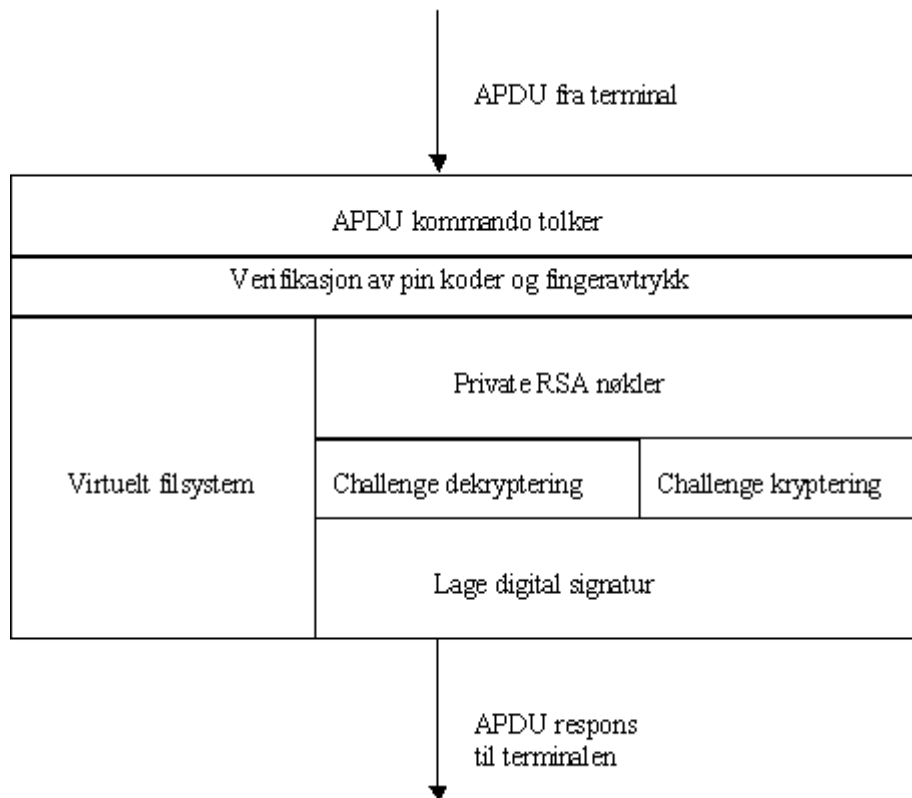 APDU fra terminal
APDU kommando tolker
Verifikasjon av pin koder og fingeravtrykk
Private RSA nøkler
Virtuelt filsystem
Challenge dekryptering
Challenge kryptering
Lage digital signatur
APDU respons
til terminalen